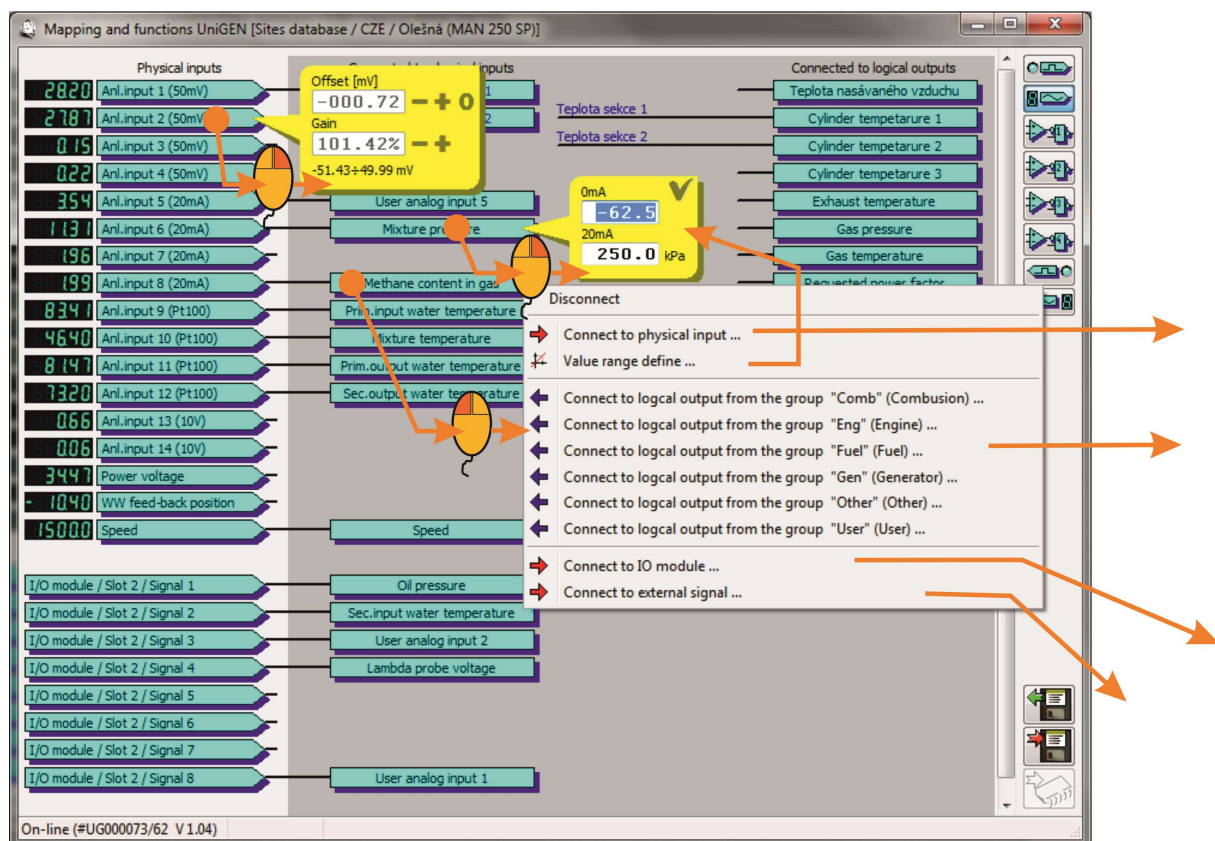 Mapping and functions UniGEN [Sites database / CZE / Olešná (MAN 250 SP)]
Physical inputs
inputs
Connected to logical outputs
28.20 Anl.input 1 (50mV)
1
Teplota nasávaného vzduchu
27.87 Anl.input 2 (50mV
2
Teplota sekce 1
Cylinder tempetarure 1
0.15 Anl.input 3 (50mV)
Teplota sekce 2
Cylinder tempetarure 2
0.22 Anl.input 4 (50mV)
Cylinder tempetarure 3
3.54 Anl.input 5 (20mA)
User analog input 5
Exhaust temperature
11.31 Anl.input 6 (20mA)
Mixture pressure
Gas pressure
1.96 Anl.input 7 (20mA)
Gas temperature
1.99 Anl.input 8 (20mA)
Methane content in gas
Requested power factor
83.41 Anl.input 9 (Pt100)
Prim.input water temperature
46.40 Anl.input 10 (Pt100)
Mixture temperature
81.47 Anl.input 11 (Pt100)
Prim.output water temperature
73.20 Anl.input 12 (Pt100)
Sec.output water temperature
0.66 Anl.input 13 (10V)
0.06 Anl.input 14 (10V)
34.47 Power voltage
- 10.40 WW feed-back position
1500.0 Speed
Speed
I/O module / Slot 2 / Signal 1
Oil pressure
I/O module / Slot 2 / Signal 2
Sec.input water temperature
I/O module / Slot 2 / Signal 3
User analog input 2
I/O module / Slot 2 / Signal 4
Lambda probe voltage
I/O module / Slot 2 / Signal 5
I/O module / Slot 2 / Signal 6
I/O module / Slot 2 / Signal 7
I/O module / Slot 2 / Signal 8
User analog input 1
Offset [mV]
-000.72 − + 0
Gain
101.42% − +
-51.43÷49.99 mV
0mA
-62.5
20mA
250.0 kPa
Disconnect
Connect to physical input ...
Value range define ...
Connect to logcal output from the group "Comb" (Combusion) ...
Connect to logcal output from the group "Eng" (Engine) ...
Connect to logcal output from the group "Fuel" (Fuel) ...
Connect to logcal output from the group "Gen" (Generator) ...
Connect to logcal output from the group "Other" (Other) ...
Connect to logcal output from the group "User" (User) ...
Connect to IO module ...
Connect to external signal ...
On-line (#UG000073/62 V 1.04)